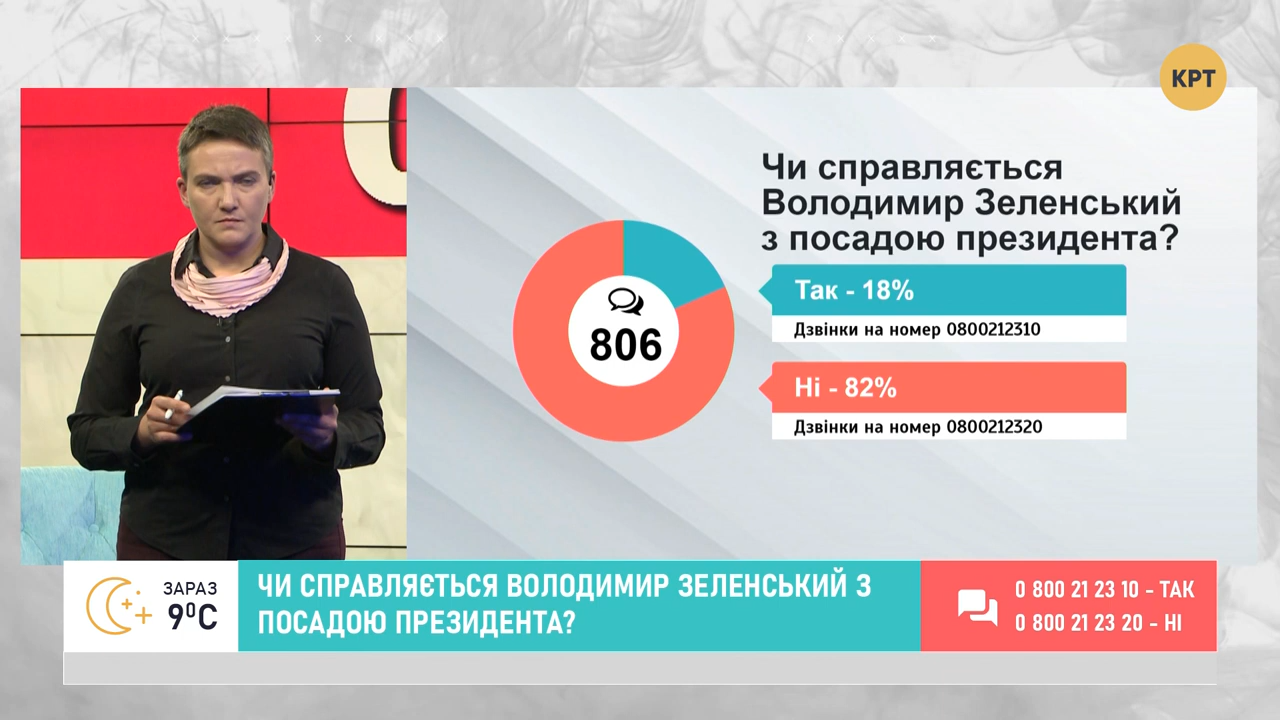 КРТ
Чи справляється
Володимир Зеленський
з посадою президента?
Так - 18%
Дзвінки на номер 0800212310
806
Ні - 82%
Дзвінки на номер 0800212320
ЗАРАЗ
9⁰C
ЧИ СПРАВЛЯЄТЬСЯ ВОЛОДИМИР ЗЕЛЕНСЬКИЙ З
ПОСАДОЮ ПРЕЗИДЕНТА?
0 800 21 23 10 - ТАК
0 800 21 23 20 - НІ